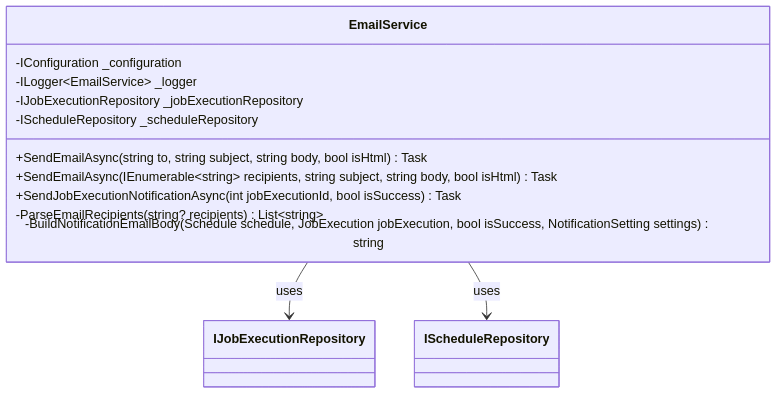 EmailService
-IConfiguration _configuration
-ILogger<EmailService> _logger
-IJobExecutionRepository _jobExecutionRepository
-IScheduleRepository _scheduleRepository
+SendEmailAsync(string to, string subject, string body, bool isHtml) : Task
+SendEmailAsync(IEnumerable<string> recipients, string subject, string body, bool isHtml) : Task
+SendJobExecutionNotificationAsync(int jobExecutionId, bool isSuccess) : Task
-ParseEmailRecipients(string? recipients) : List<string>
-BuildNotificationEmailBody(Schedule schedule, JobExecution jobExecution, bool isSuccess, NotificationSetting settings) :
string
uses
uses
IJobExecutionRepository
IScheduleRepository